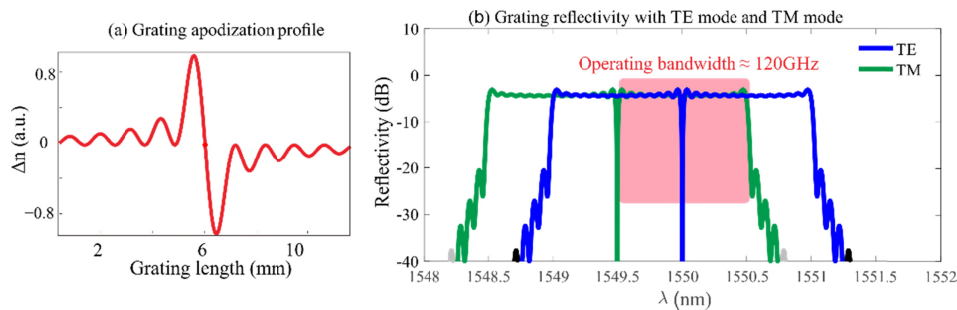 (a) Grating apodization profile
0.8
0
−0.8
Δn (a.u.)
2
6
10
Grating length (mm)
(b) Grating reflectivity with TE mode and TM mode
TE
TM
Operating bandwidth ≈ 120GHz
0
-10
-20
-30
-40
Reflectivity (dB)
1548
1548.5
1549
1549.5
1550
1550.5
1551
1551.5
1552
λ (nm)